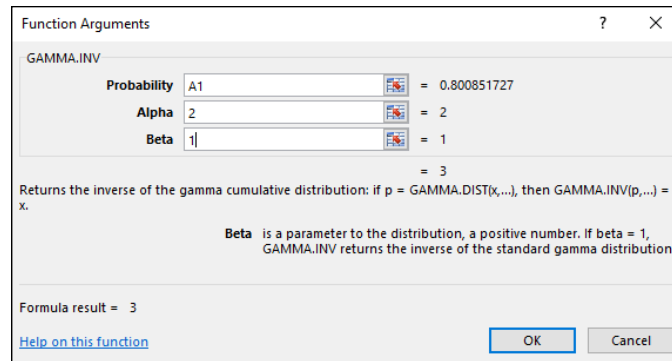 Function Arguments ? ×
GAMMA.INV
Probability A1 = 0.800851727
Alpha 2 = 2
Beta 1 = 1
= 3
Returns the inverse of the gamma cumulative distribution: if p = GAMMA.DIST(x,...), then GAMMA.INV(p,...) =
x.
Beta is a parameter to the distribution, a positive number. If beta = 1,
GAMMA.INV returns the inverse of the standard gamma distribution
Formula result = 3
Help on this function OK Cancel